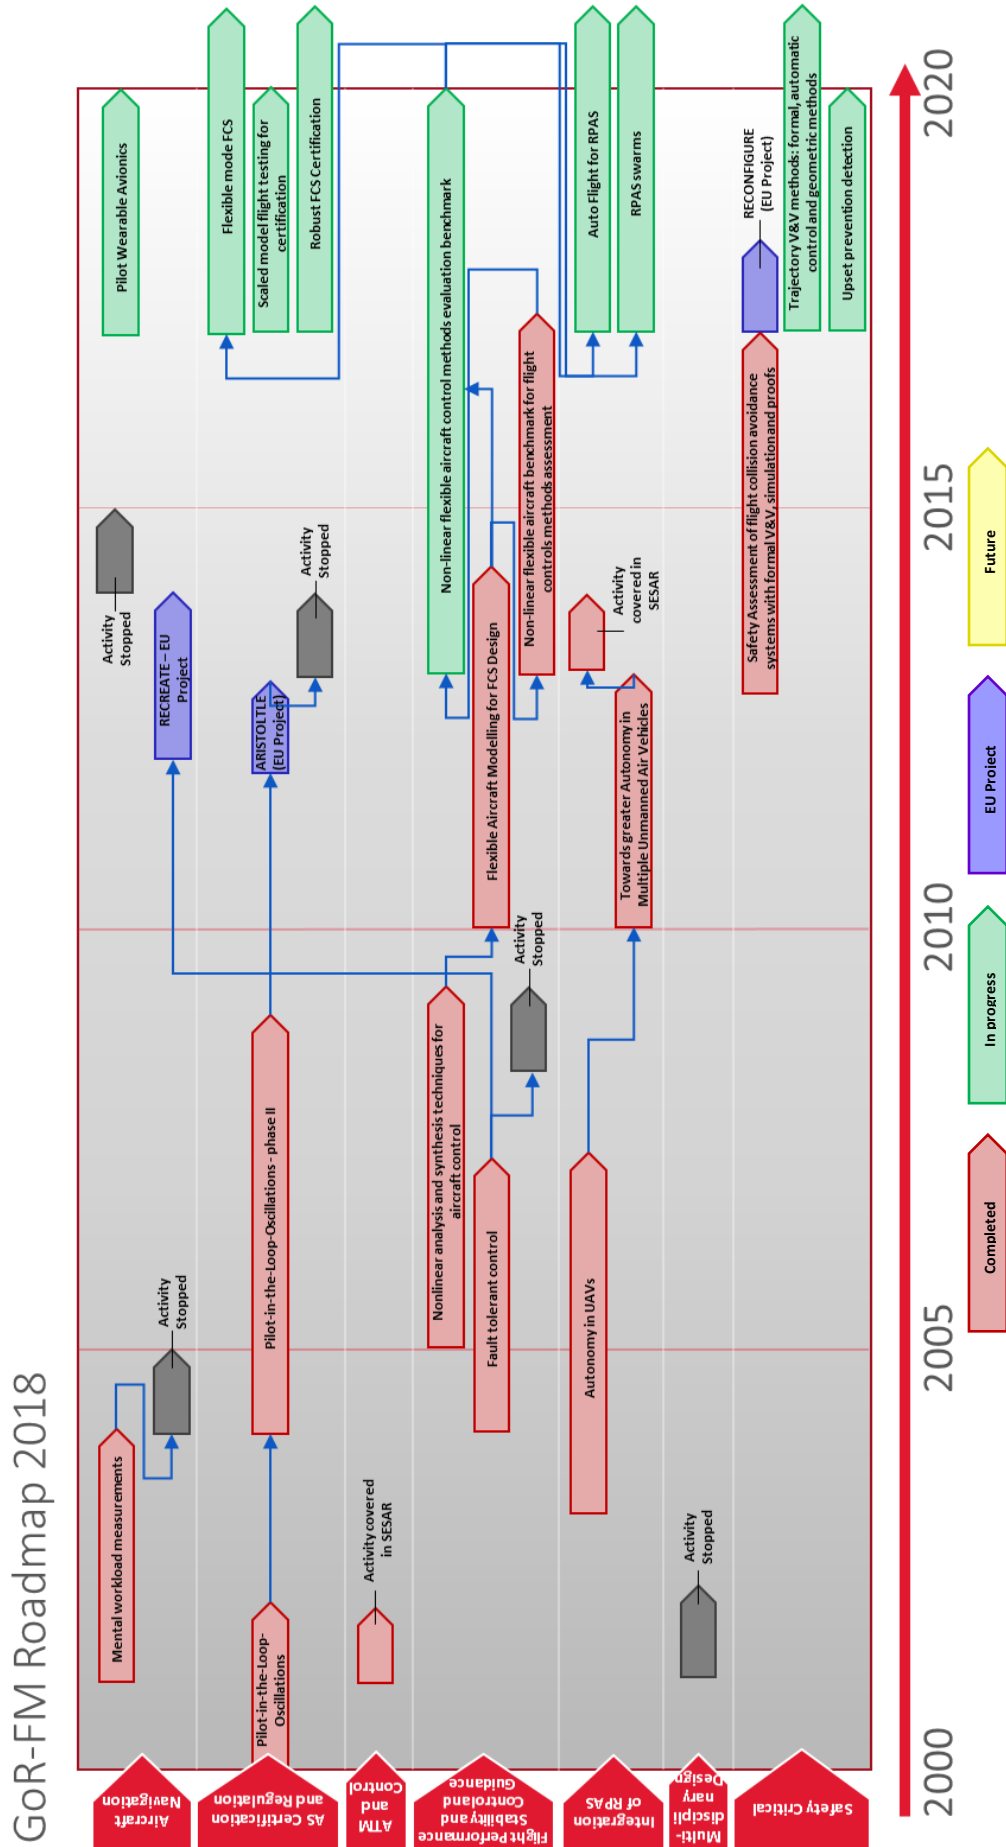 GoR-FM Roadmap 2018
Aircraft
Navigation
Mental workload measurements
Activity
Stopped
RECREATE – EU
Project
Activity
Stopped
Pilot Wearable Avionics
AS Certification
and Regulation
Pilot-in-the-Loop-
Oscillations
Pilot-in-the-Loop-Oscillations - phase II
ARISTOLTLE
(EU Project)
Activity
Stopped
Flexible mode FCS
Scaled model flight testing for
certification
Robust FCS Certification
ATM
and
Control
Activity covered
in SESAR
Flight Performance
Stability and
Control and
Guidance
Nonlinear analysis and synthesis techniques for
aircraft control
Fault tolerant control
Activity
Stopped
Flexible Aircraft Modelling for FCS Design
Non-linear flexible aircraft control methods evaluation benchmark
Non-linear flexible aircraft benchmark for flight
controls methods assessment
Integration
of RPAS
Autonomy in UAVs
Towards greater Autonomy in
Multiple Unmanned Air Vehicles
Activity
covered in
SESAR
Auto Flight for RPAS
RPAS swarms
Multi-
discipli
nary
Design
Activity
Stopped
Safety Critical
Safety Assessment of flight collision avoidance
systems with formal V&V, simulation and proofs
RECONFIGURE
(EU Project)
Trajectory V&V methods: formal, automatic
control and geometric methods
Upset prevention detection
2000
2005
2010
2015
2020
Completed
In progress
EU Project
Future